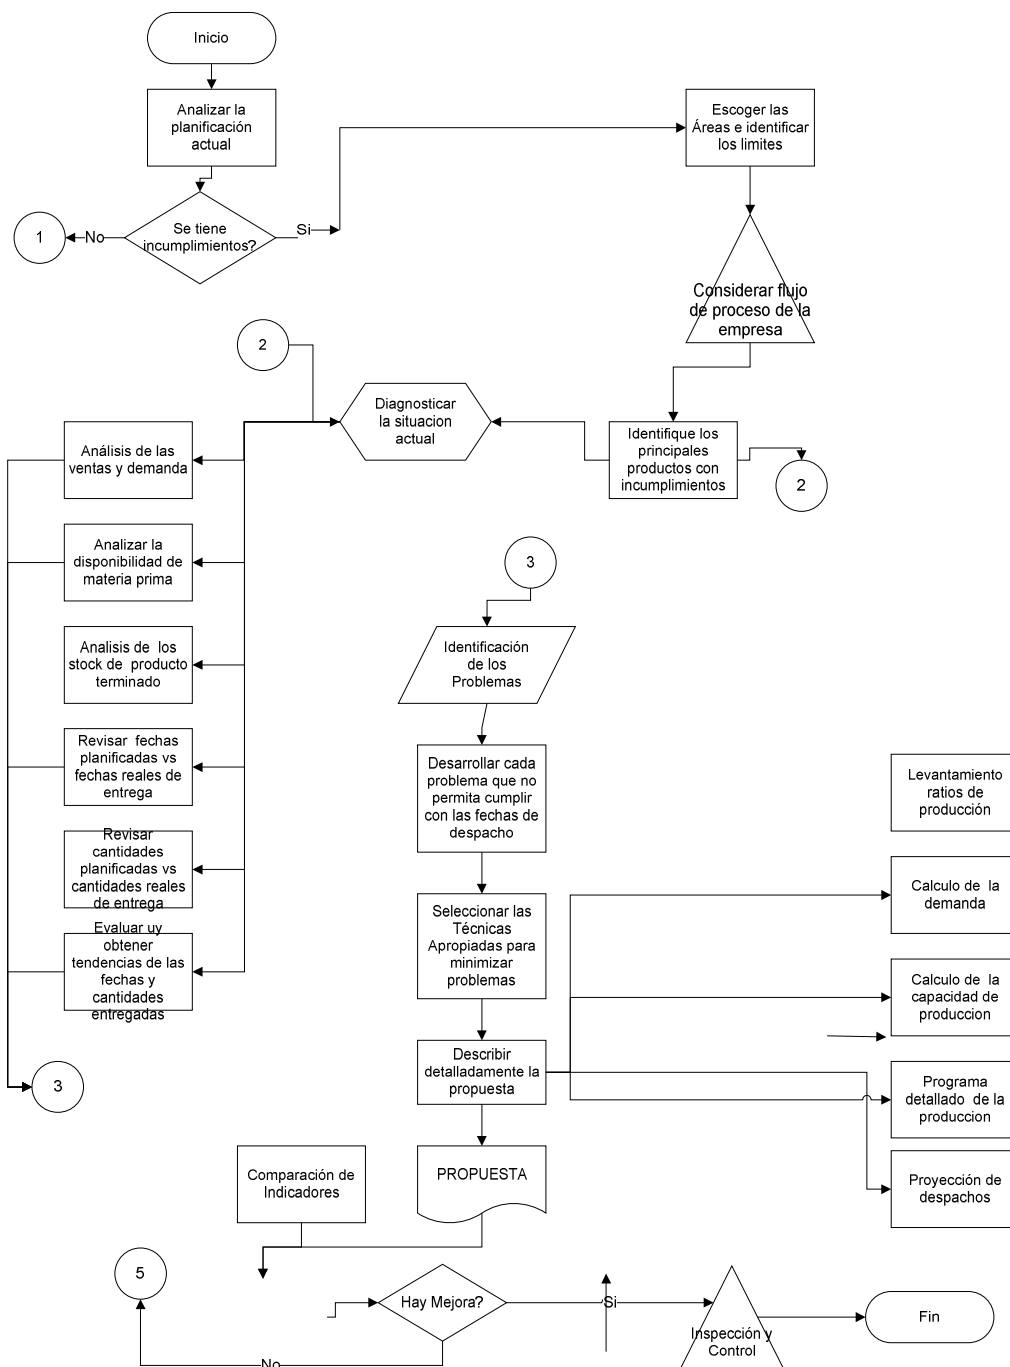 Inicio
Analizar la
planificación
actual
Escoger las
Áreas e identificar
los limites
1
No
Se tiene
incumplimientos?
Si
Considerar flujo
de proceso de la
empresa
2
Diagnosticar
la situacion
actual
Identifique los
principales
productos con
incumplimientos
2
Análisis de las
ventas y demanda
Analizar la
disponibilidad de
materia prima
Analisis de los
stock de producto
terminado
Revisar fechas
planificadas vs
fechas reales de
entrega
Revisar
cantidades
planificadas vs
cantidades reales
de entrega
Evaluar uy
obtener
tendencias de las
fechas y
cantidades
entregadas
3
3
Identificación
de los
Problemas
Desarrollar cada
problema que no
permita cumplir
con las fechas de
despacho
Seleccionar las
Técnicas
Apropiadas para
minimizar
problemas
Describir
detalladamente la
propuesta
PROPUESTA
Levantamiento
ratios de
producción
Calculo de la
demanda
Calculo de la
capacidad de
produccion
Programa
detallado de la
produccion
Proyección de
despachos
Comparación de
Indicadores
5
Hay Mejora?
Si
No
Inspección y
Control
Fin